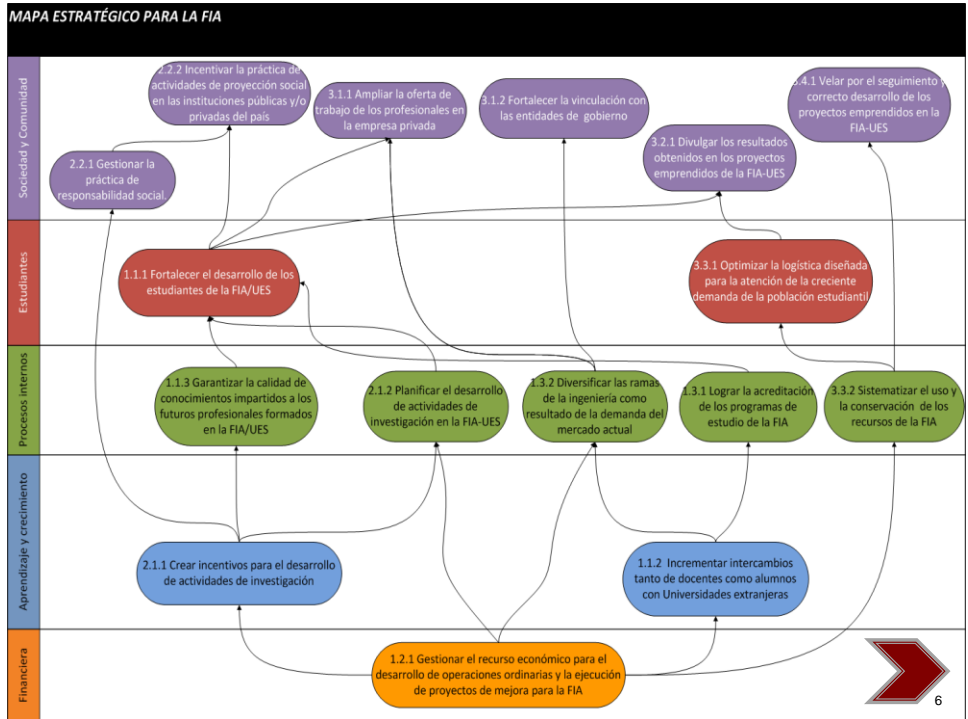 MAPA ESTRATÉGICO PARA LA FIA
Sociedad y Comunidad
2.2.2 Incentivar la práctica de
actividades de proyección social
en las instituciones públicas y/o
privadas del país
3.1.1 Ampliar la oferta de
trabajo de los profesionales en
la empresa privada
3.1.2 Fortalecer la vinculación con
las entidades de gobierno
3.4.1 Velar por el seguimiento y
correcto desarrollo de los
proyectos emprendidos en la
FIA-UES
2.2.1 Gestionar la
práctica de
responsabilidad social.
3.2.1 Divulgar los resultados
obtenidos en los proyectos
emprendidos de la FIA-UES
Estudiantes
1.1.1 Fortalecer el desarrollo de los
estudiantes de la FIA/UES
3.3.1 Optimizar la logística diseñada
para la atención de la creciente
demanda de la población estudiantil
Procesos internos
1.1.3 Garantizar la calidad de
conocimientos impartidos a los
futuros profesionales formados
en la FIA/UES
2.1.2 Planificar el desarrollo
de actividades de
investigación en la FIA-UES
1.3.2 Diversificar las ramas
de la ingeniería como
resultado de la demanda del
mercado actual
1.3.1 Lograr la acreditación
de los programas de
estudio de la FIA
3.3.2 Sistematizar el uso y
la conservación de los
recursos de la FIA
Aprendizaje y crecimiento
2.1.1 Crear incentivos para el desarrollo
de actividades de investigación
1.1.2 Incrementar intercambios
tanto de docentes como alumnos
con Universidades extranjeras
Financiera
1.2.1 Gestionar el recurso económico para el
desarrollo de operaciones ordinarias y la ejecución
de proyectos de mejora para la FIA
6